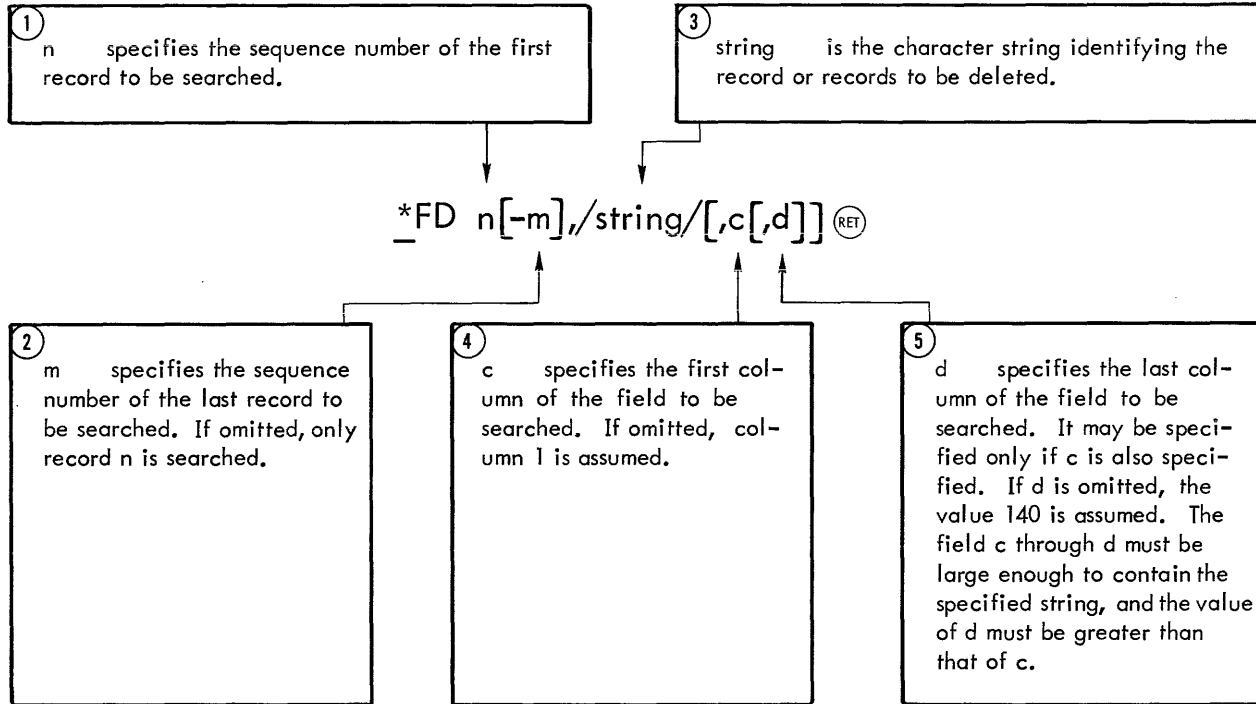 1
n specifies the sequence number of the first
record to be searched.
3
string is the character string identifying the
record or records to be deleted.
*FD n[-m],/string/[,c[,d]] RET
2
m specifies the sequence
number of the last record to
be searched. If omitted, only
record n is searched.
4
c specifies the first col-
umn of the field to be
searched. If omitted, col-
umn 1 is assumed.
5
d specifies the last col-
umn of the field to be
searched. It may be speci-
fied only if c is also speci-
fied. If d is omitted, the
value 140 is assumed. The
field c through d must be
large enough to contain the
specified string, and the value
of d must be greater than
that of c.